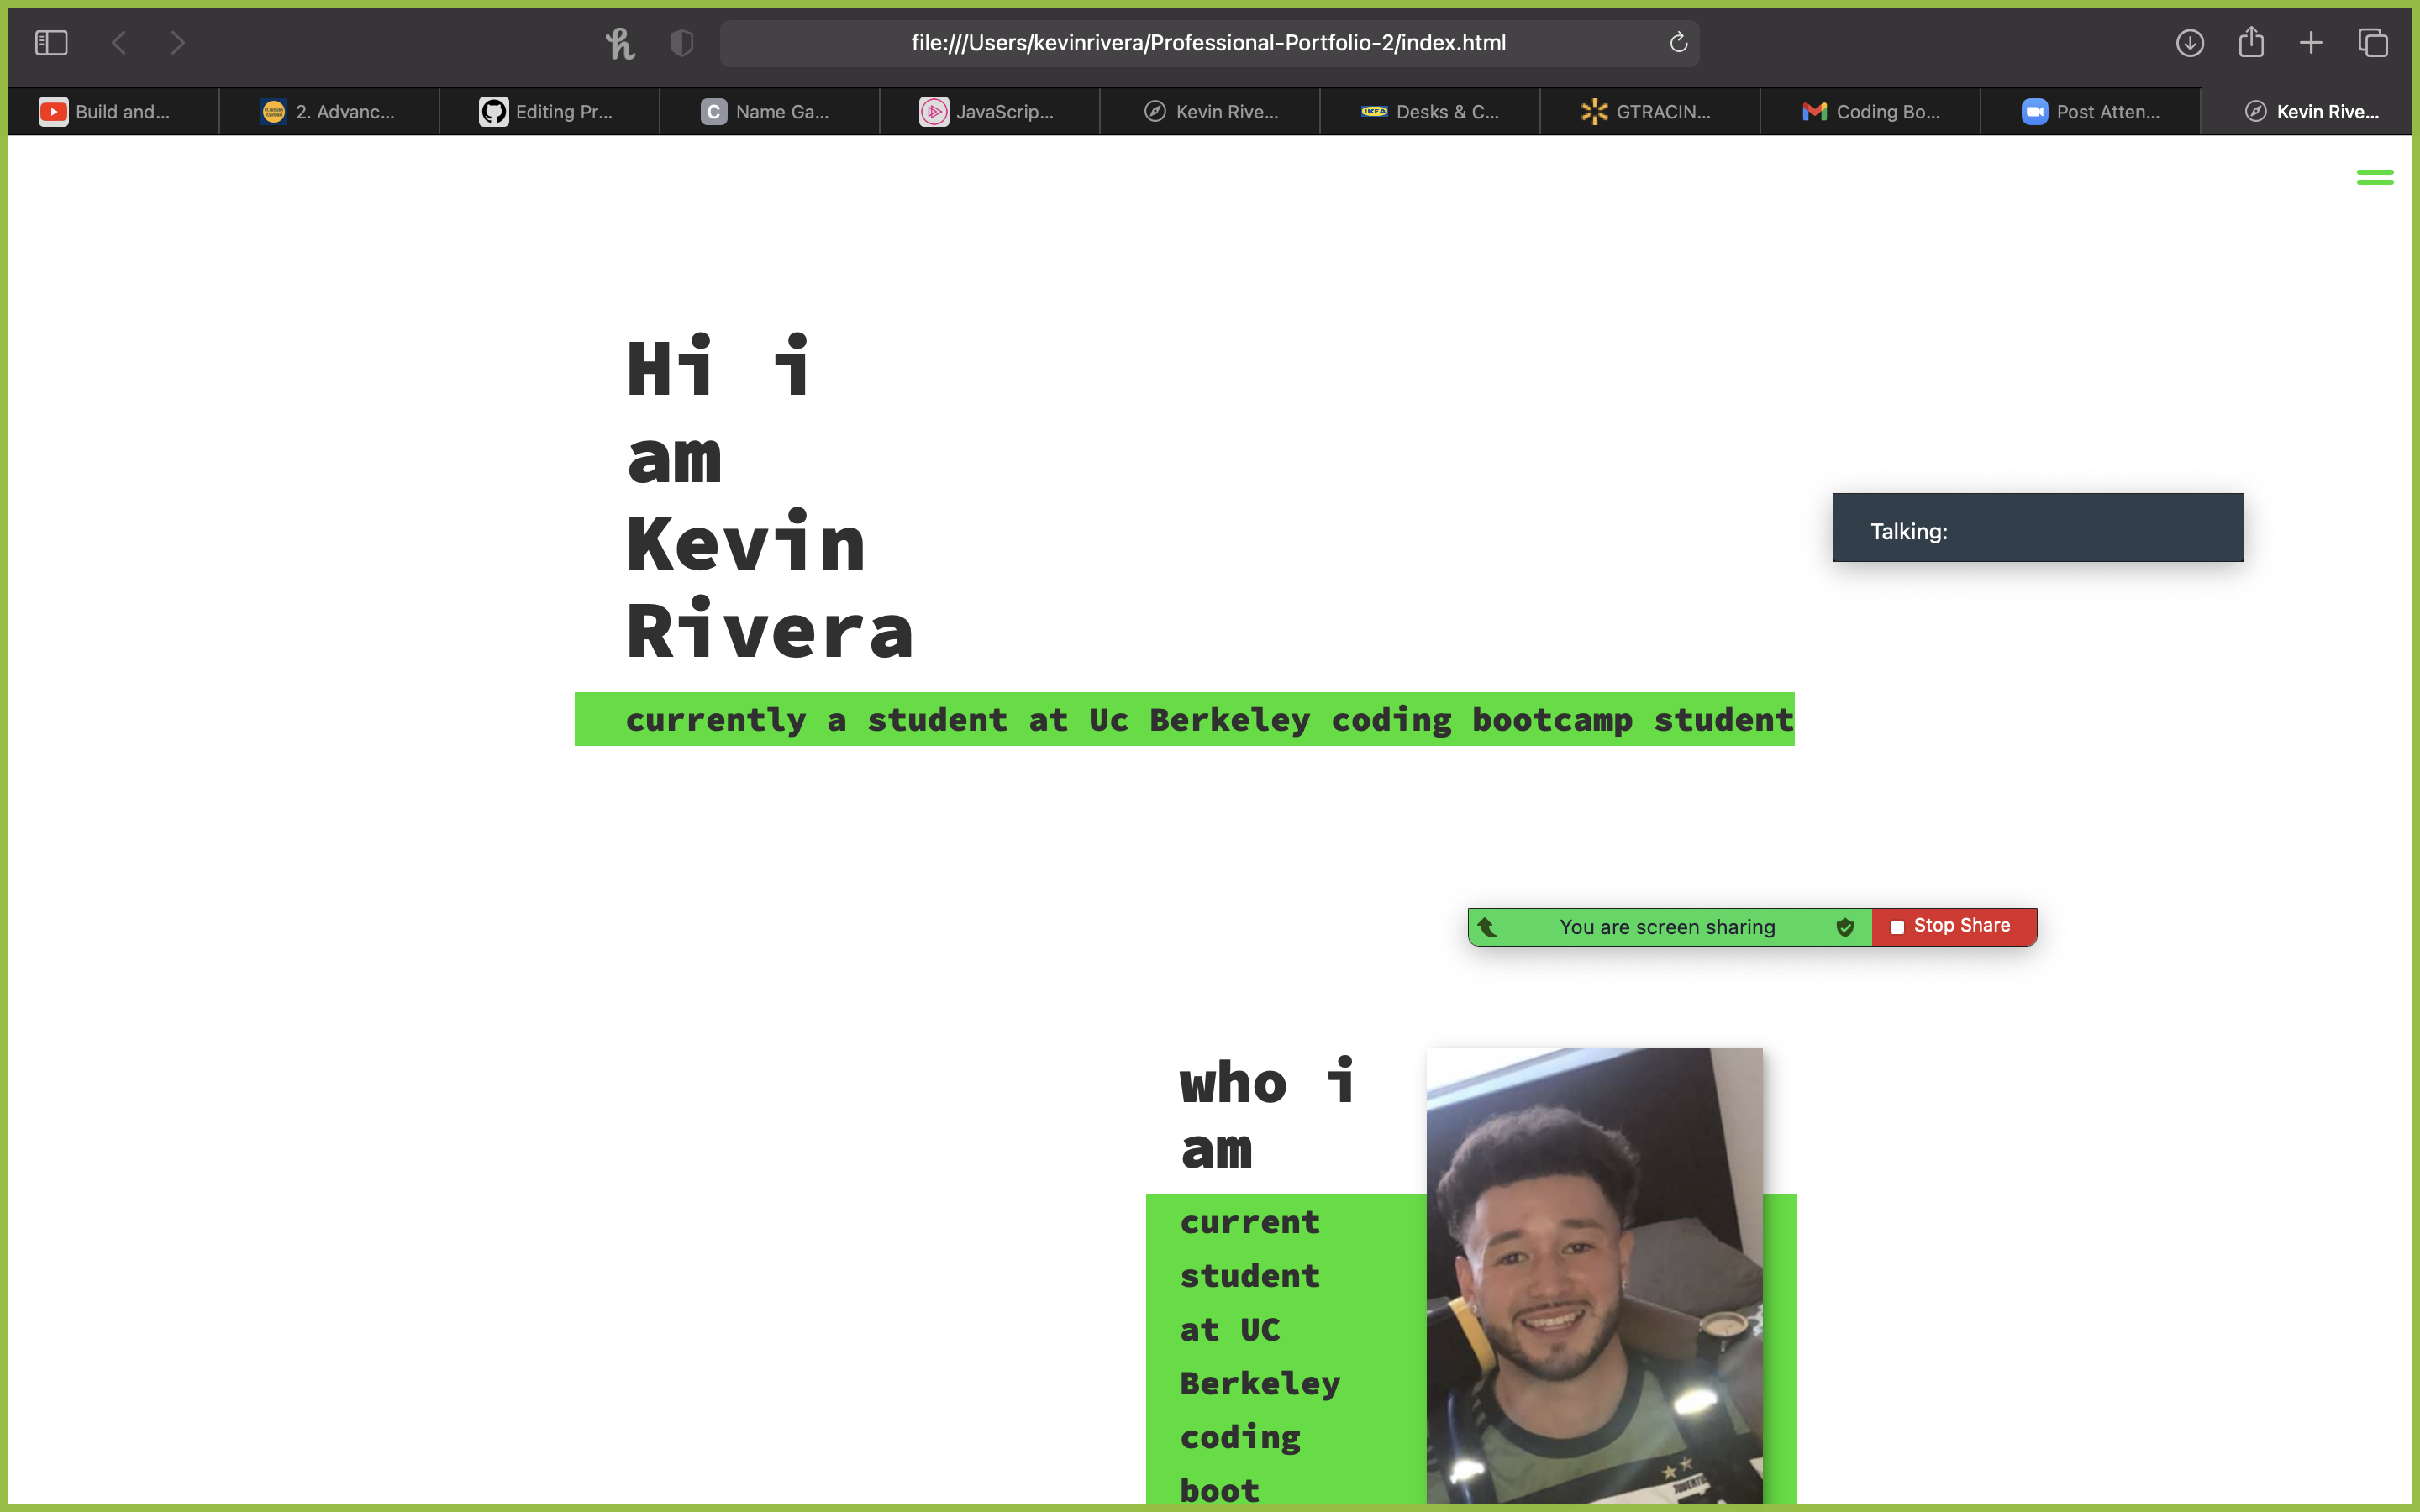 file:///Users/kevinrivera/Professional-Portfolio-2/index.html
Build and...
2. Advanc...
Editing Pr...
C
Name Ga...
JavaScrip...
Kevin Rive...
IKEA
Desks & C...
GTRACIN...
Coding Bo...
Post Atten...
Kevin Rive...
Hi i
am
Kevin
Rivera
Talking:
currently a student at Uc Berkeley coding bootcamp student
You are screen sharing
Stop Share
who i
am
current
student
at UC
Berkeley
coding
boot